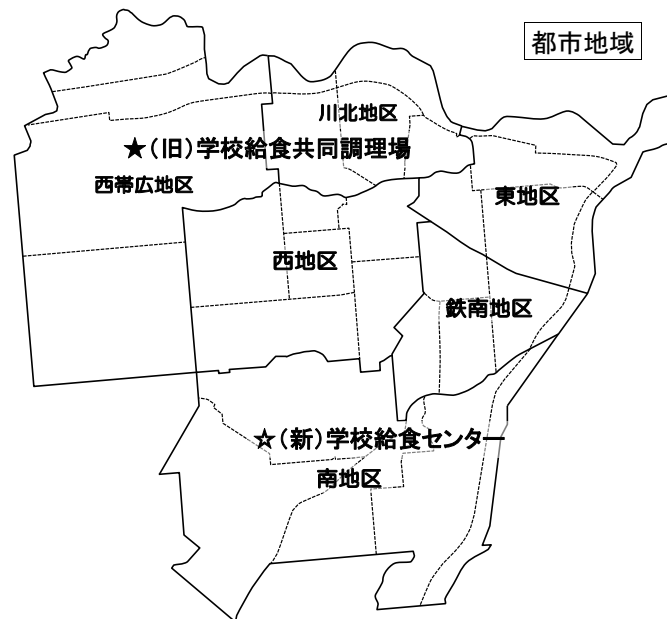 都市地域
川北地区
★(旧)学校給食共同調理場
西帯広地区
東地区
西地区
鉄南地区
☆(新)学校給食センター
南地区